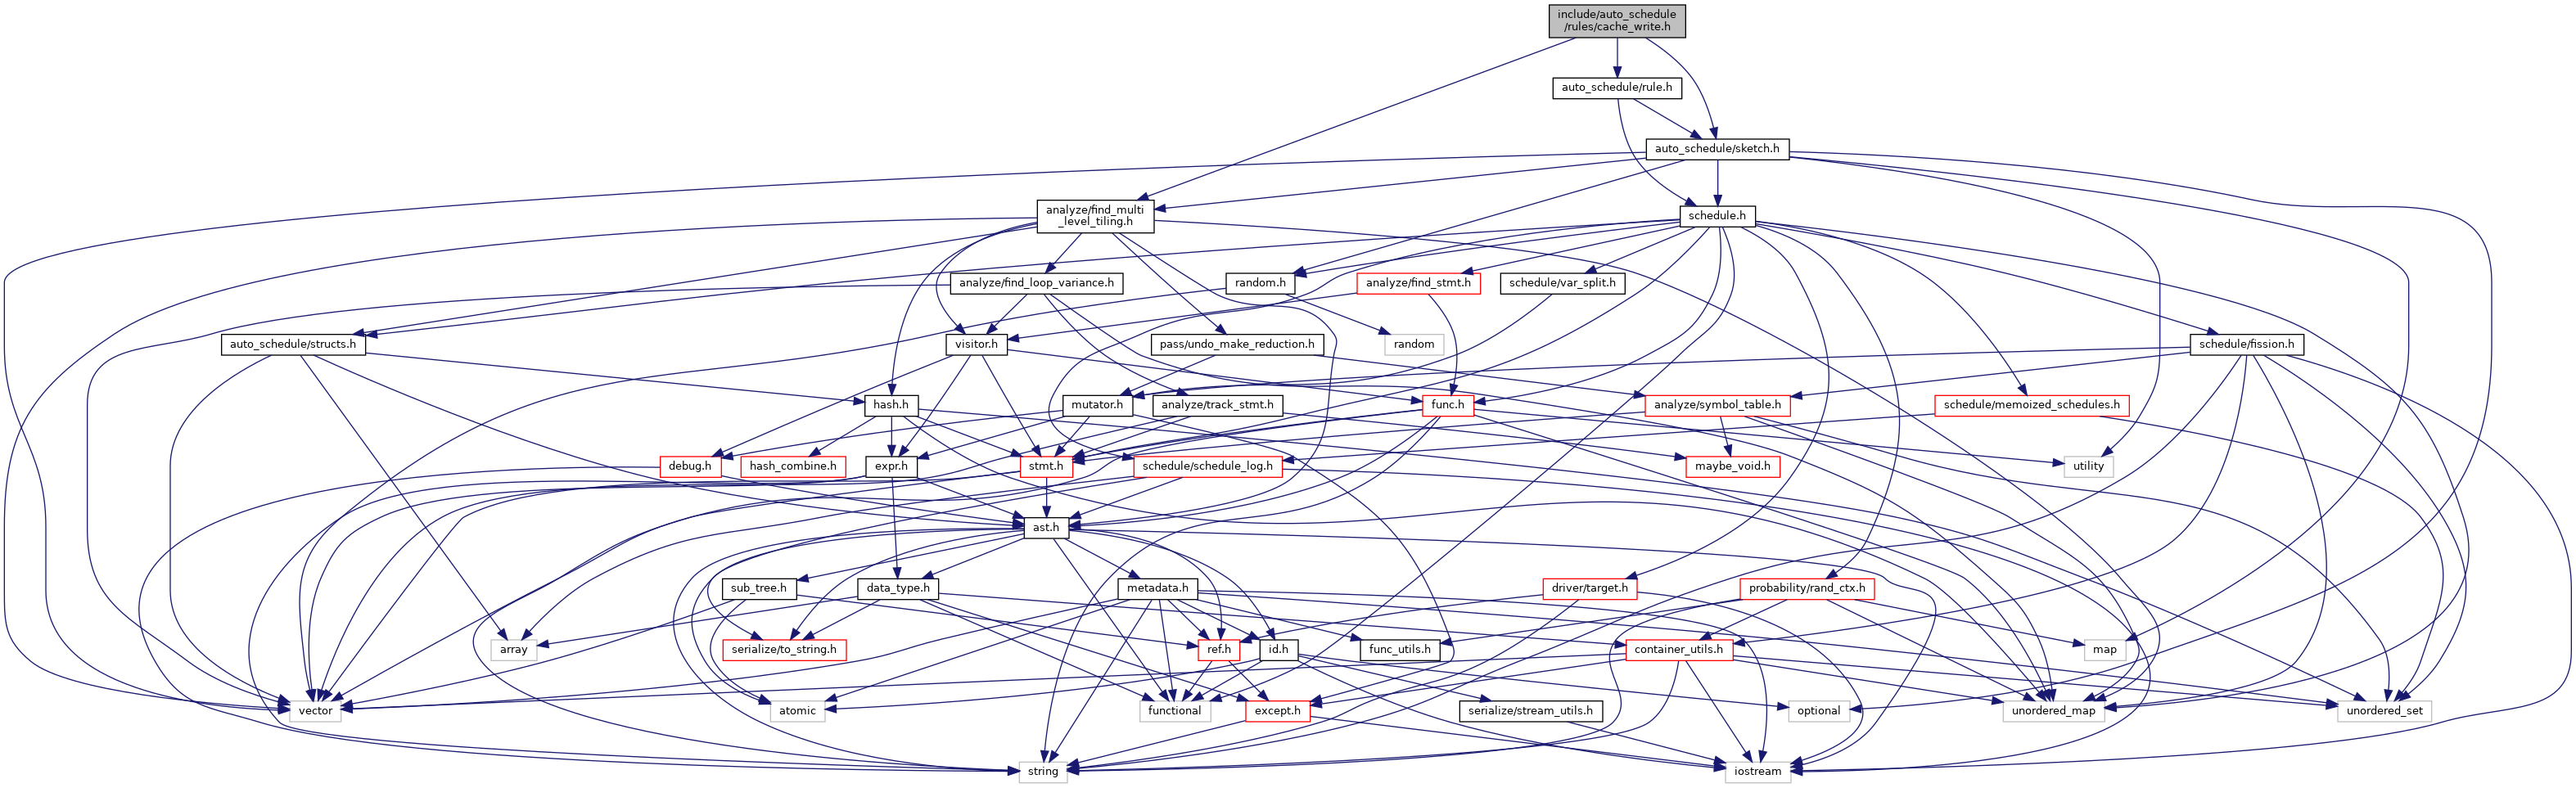 include/auto_schedule
/rules/cache_write.h
auto_schedule/rule.h
auto_schedule/sketch.h
analyze/find_multi
_level_tiling.h
schedule.h
analyze/find_loop_variance.h
random.h
analyze/find_stmt.h
schedule/var_split.h
auto_schedule/structs.h
visitor.h
pass/undo_make_reduction.h
random
schedule/fission.h
hash.h
mutator.h
analyze/track_stmt.h
func.h
analyze/symbol_table.h
schedule/memoized_schedules.h
debug.h
hash_combine.h
expr.h
stmt.h
schedule/schedule_log.h
maybe_void.h
utility
ast.h
sub_tree.h
data_type.h
metadata.h
driver/target.h
probability/rand_ctx.h
array
serialize/to_string.h
ref.h
id.h
func_utils.h
container_utils.h
map
vector
atomic
functional
except.h
serialize/stream_utils.h
optional
unordered_map
unordered_set
string
iostream